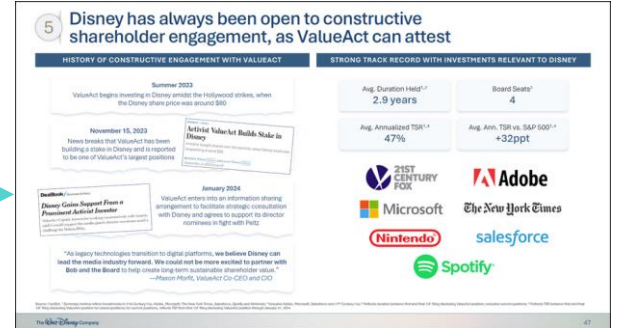 5
Disney has always been open to constructive
shareholder engagement, as ValueAct can attest
HISTORY OF CONSTRUCTIVE ENGAGEMENT WITH VALUEACT
Summer 2023
ValueAct begins investing in Disney amidst the Hollywood strikes, when
the Disney share price was around $80
November 15, 2023
News breaks that ValueAct has been
building a stake in Disney and is reported
to be one of ValueAct's largest positions
Activist ValueAct Builds Stake in
Disney
DealBook
Disney Gains Support From a
Prominent Activist Investor
January 2024
ValueAct enters into an information sharing
arrangement to facilitate strategic consultation
with Disney and agrees to support its director
nominees in fight with Peltz
"As legacy technologies transition to digital platforms, we believe Disney can
lead the media industry forward. We could not be more excited to partner with
Bob and the Board to help create long-term sustainable shareholder value."
—Mason Morfit, ValueAct Co-CEO and CIO
STRONG TRACK RECORD WITH INVESTMENTS RELEVANT TO DISNEY
Avg. Duration Held
2.9 years
Board Seats
4
Avg. Annualized TSR
47%
Avg. Ann. TSR vs. S&P 500
+32ppt
21ST
CENTURY
FOX
Adobe
Microsoft
The New York Times
Nintendo
salesforce
Spotify
The Walt Disney Company
47